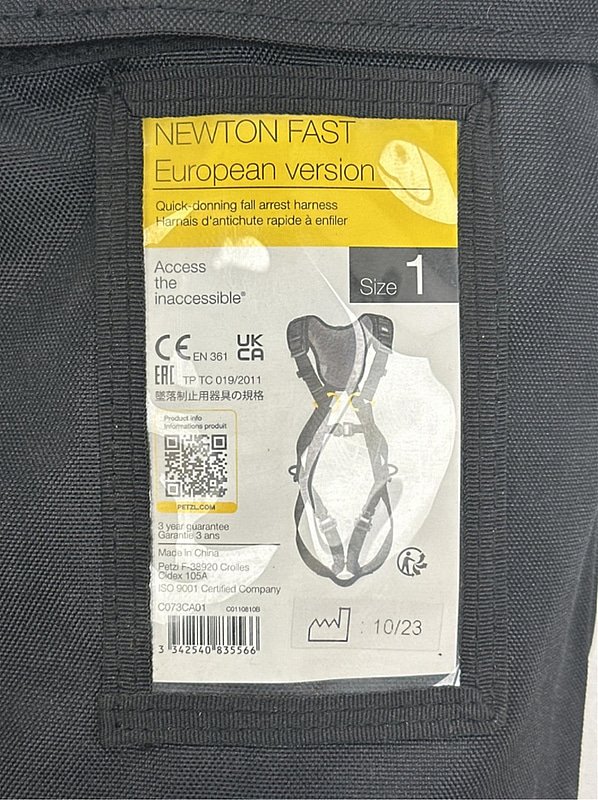 NEWTON FAST
European version
Quick-donning fall arrest harness
Harnais d'antichute rapide à enfiler
Access
the
inaccessible®
Size 1
CE EN 361
UK
CA
EAC TP TC 019/2011
墜落制止用器具の規格
Product info
Informations produit
PETZL.COM
3 year guarantee
Garantie 3 ans
Made in China
Petzl F-38920 Crolles
Cidex 105A
ISO 9001 Certified Company
C073CA01 C0110810B
3 342540 835566
: 10/23